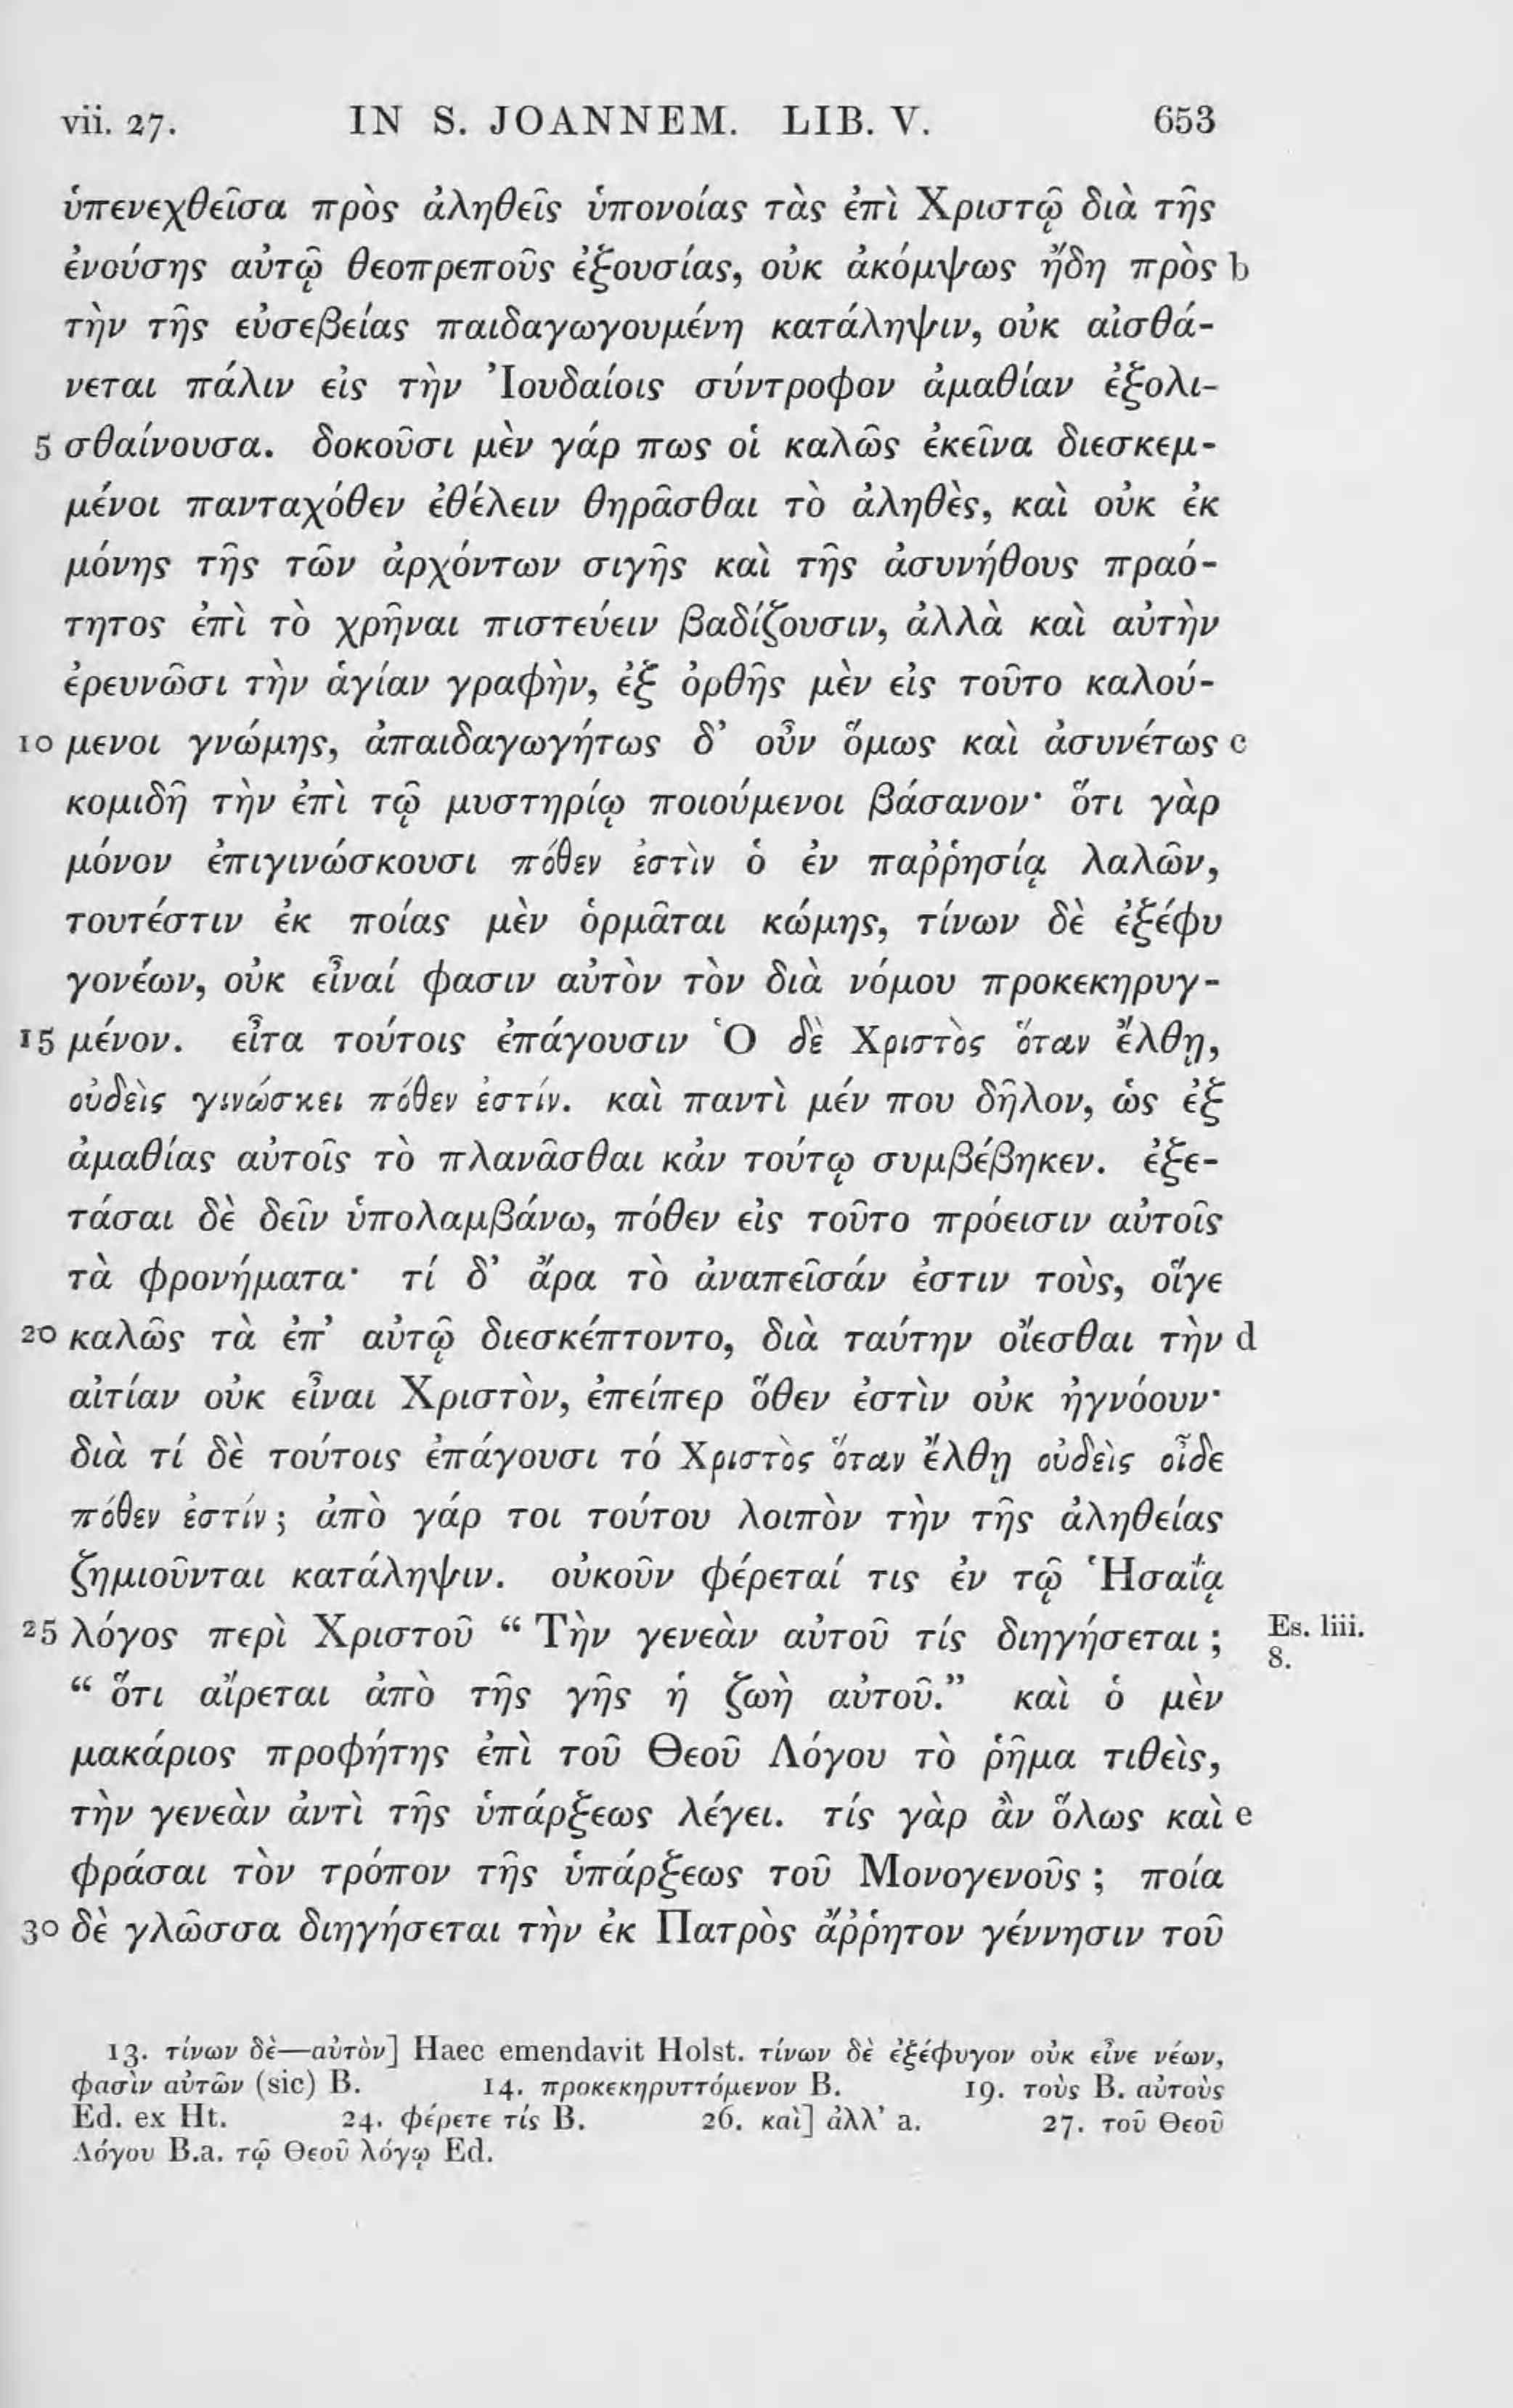 vii. 27. IN S. JOANNEM. LIB. V. 653
ὑπενεχθεῖσα πρὸς ἀληθεῖς ὑπονοίας τὰς ἐπὶ Χριστῷ διὰ τῆς
ἐνούσης αὐτῷ θεοπρεποῦς ἐξουσίας, οὐκ ἀκόμψως ἤδη πρὸς b
τὴν τῆς εὐσεβείας παιδαγωγουμένη κατάληψιν, οὐκ αἰσθά-
νεται πάλιν εἰς τὴν Ἰουδαίοις σύντροφον ἀμαθίαν ἐξολι-
5 σθαίνουσα. δοκοῦσι μὲν γάρ πως οἱ καλῶς ἐκεῖνα διεσκεμ-
μένοι πανταχόθεν ἐθέλειν θηρᾶσθαι τὸ ἀληθὲς, καὶ οὐκ ἐκ
μόνης τῆς τῶν ἀρχόντων σιγῆς καὶ τῆς ἀσυνήθους πραό-
τητος ἐπὶ τὸ χρῆναι πιστεύειν βαδίζουσιν, ἀλλὰ καὶ αὐτὴν
ἐρευνῶσι τὴν ἁγίαν γραφὴν, ἐξ ὀρθῆς μὲν εἰς τοῦτο καλού-
10 μενοι γνώμης, ἀπαιδαγωγήτως δ’ οὖν ὅμως καὶ ἀσυνέτως c
κομιδῆ τὴν ἐπὶ τῷ μυστηρίῳ ποιούμενοι βάσανον· ὅτι γὰρ
μόνον ἐπιγινώσκουσι πόθεν ἐστὶν ὁ ἐν παῤῥησίᾳ λαλῶν,
τουτέστιν ἐκ ποίας μὲν ὁρμᾶται κώμης, τίνων δὲ ἐξέφυ
γονέων, οὐκ εἶναί φασιν αὐτὸν τὸν διὰ νόμου προκεκηρυγ-
15 μένον. εἶτα τούτοις ἐπάγουσιν Ὁ δὲ Χριστὸς ὅταν ἔλθῃ,
οὐδεὶς γινώσκει πόθεν ἐστίν. καὶ παντὶ μέν που δῆλον, ὡς ἐξ
ἀμαθίας αὐτοῖς τὸ πλανᾶσθαι κἀν τούτῳ συμβέβηκεν. ἐξε-
τάσαι δὲ δεῖν ὑπολαμβάνω, πόθεν εἰς τοῦτο πρόεισιν αὐτοῖς
τὰ φρονήματα· τί δ’ ἄρα τὸ ἀναπεῖσάν ἐστιν τοὺς, οἵγε
20 καλῶς τὰ ἐπ’ αὐτῷ διεσκέπτοντο, διὰ ταύτην οἴεσθαι τὴν d
αἰτίαν οὐκ εἶναι Χριστὸν, ἐπείπερ ὅθεν ἐστὶν οὐκ ἠγνόουν·
διὰ τί δὲ τούτοις ἐπάγουσι τό Χριστὸς ὅταν ἔλθῃ οὐδεὶς οἶδε
πόθεν ἐστίν; ἀπὸ γάρ τοι τούτου λοιπὸν τὴν τῆς ἀληθείας
ζημιοῦνται κατάληψιν. οὐκοῦν φέρεταί τις ἐν τῷ Ἡσαΐᾳ
25 λόγος περὶ Χριστοῦ “ Τὴν γενεὰν αὐτοῦ τίς διηγήσεται ; Es. liii.
8.
“ ὅτι αἴρεται ἀπὸ τῆς γῆς ἡ ζωὴ αὐτοῦ.” καὶ ὁ μὲν
μακάριος προφήτης ἐπὶ τοῦ Θεοῦ Λόγου τὸ ῥῆμα τιθεὶς,
τὴν γενεὰν ἀντὶ τῆς ὑπάρξεως λέγει. τίς γὰρ ἂν ὅλως καὶ e
φράσαι τὸν τρόπον τῆς ὑπάρξεως τοῦ Μονογενοῦς ; ποία
30 δὲ γλῶσσα διηγήσεται τὴν ἐκ Πατρὸς ἄῤῥητον γέννησιν τοῦ
13. τίνων δὲ—αὐτὸν] Haec emendavit Holst. τίνων δὲ ἐξέφυγον οὐκ εἶνε νέων,
φασὶν αὐτῶν (sic) B. 14. προκεκηρυττόμενον B. 19. τοὺς B. αὐτοὺς
Ed. ex Ht. 24. φέρετε τίς B. 26. καὶ] ἀλλ’ a. 27. τοῦ Θεοῦ
Λόγου B.a. τῷ Θεοῦ λόγῳ Ed.